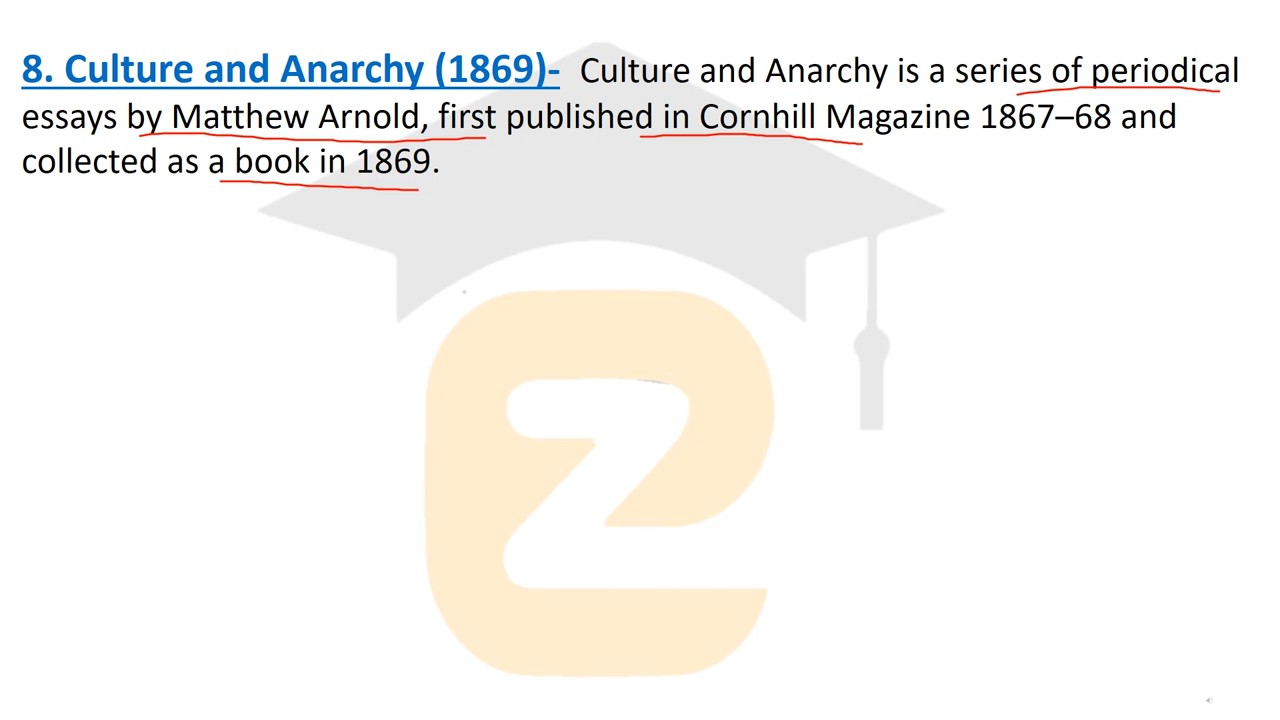 8. Culture and Anarchy (1869)- Culture and Anarchy is a series of periodical
essays by Matthew Arnold, first published in Cornhill Magazine 1867–68 and
collected as a book in 1869.